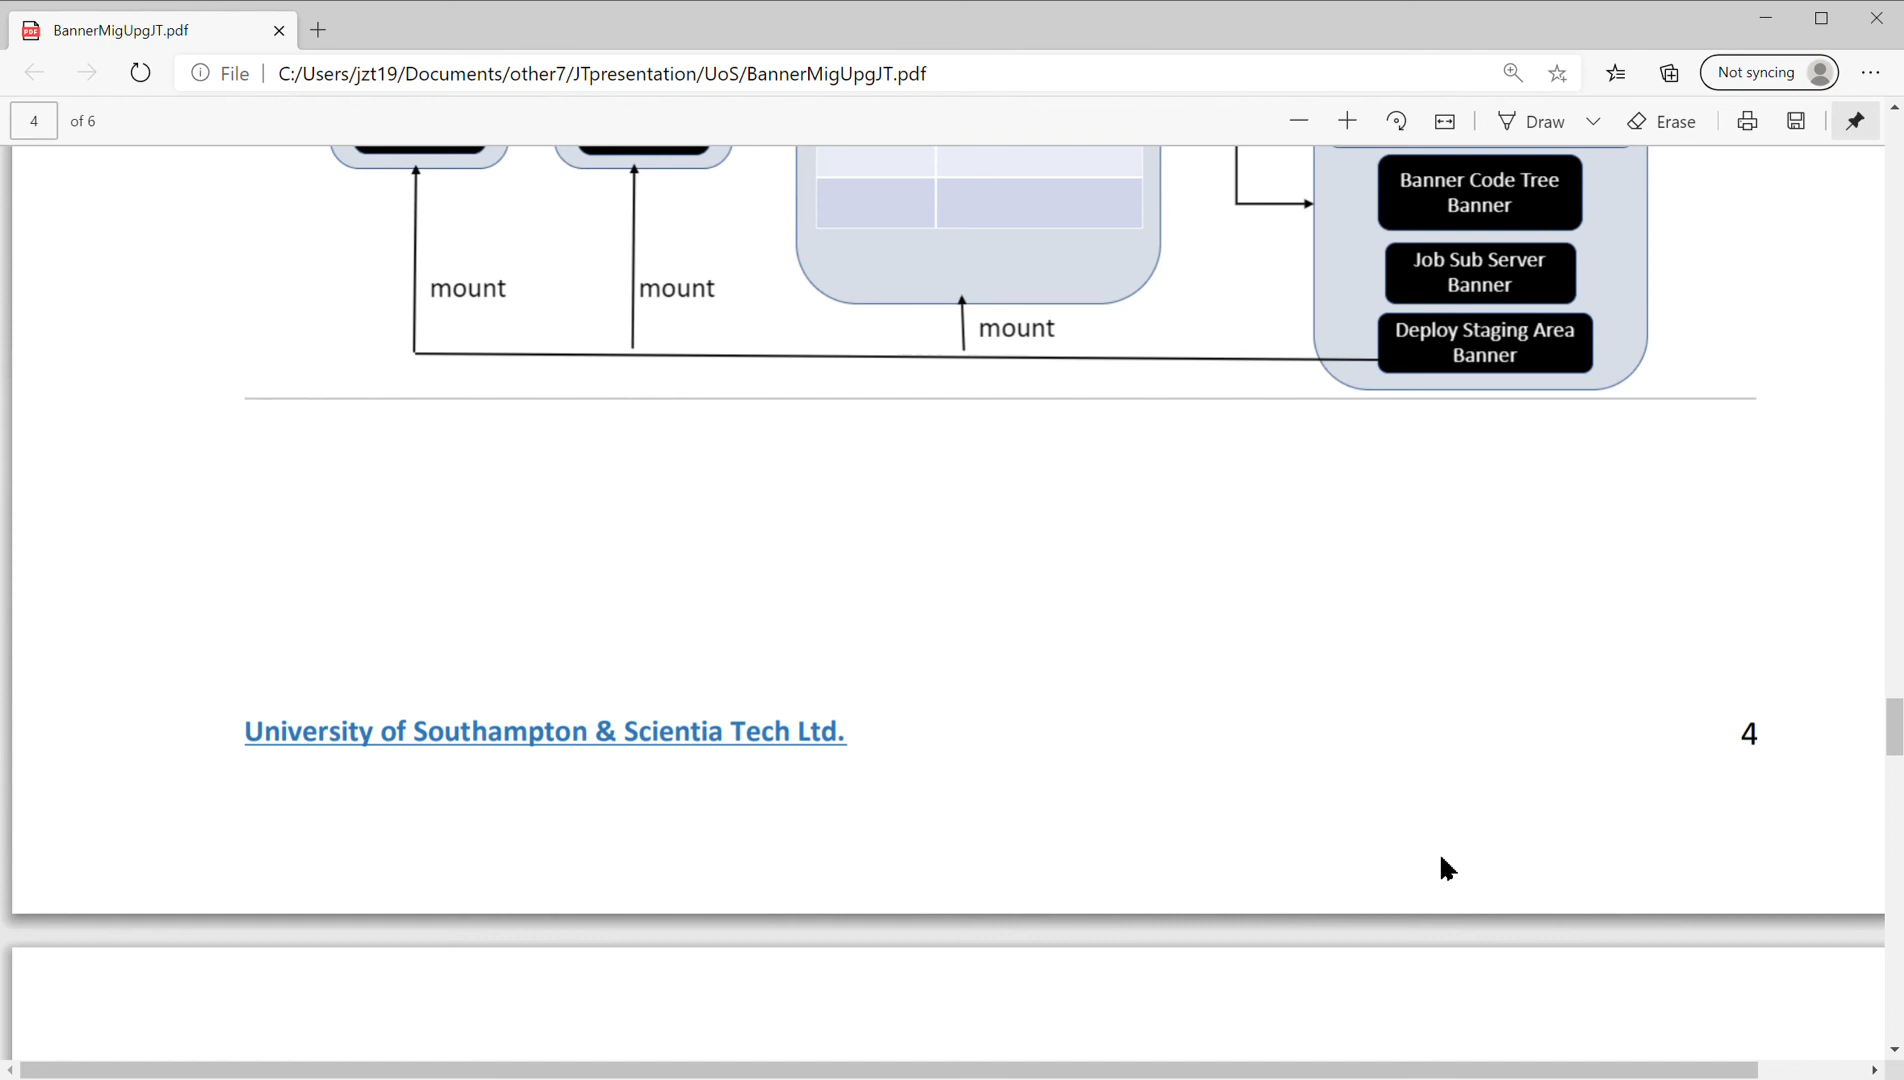 BannerMigUpgJT.pdf
File
C:/Users/jzt19/Documents/other7/JTpresentation/UoS/BannerMigUpgJT.pdf
Not syncing
4
of 6
Draw
Erase
Banner Code Tree
Banner
Job Sub Server
Banner
mount
mount
mount
Deploy Staging Area
Banner
University of Southampton & Scientia Tech Ltd.
4